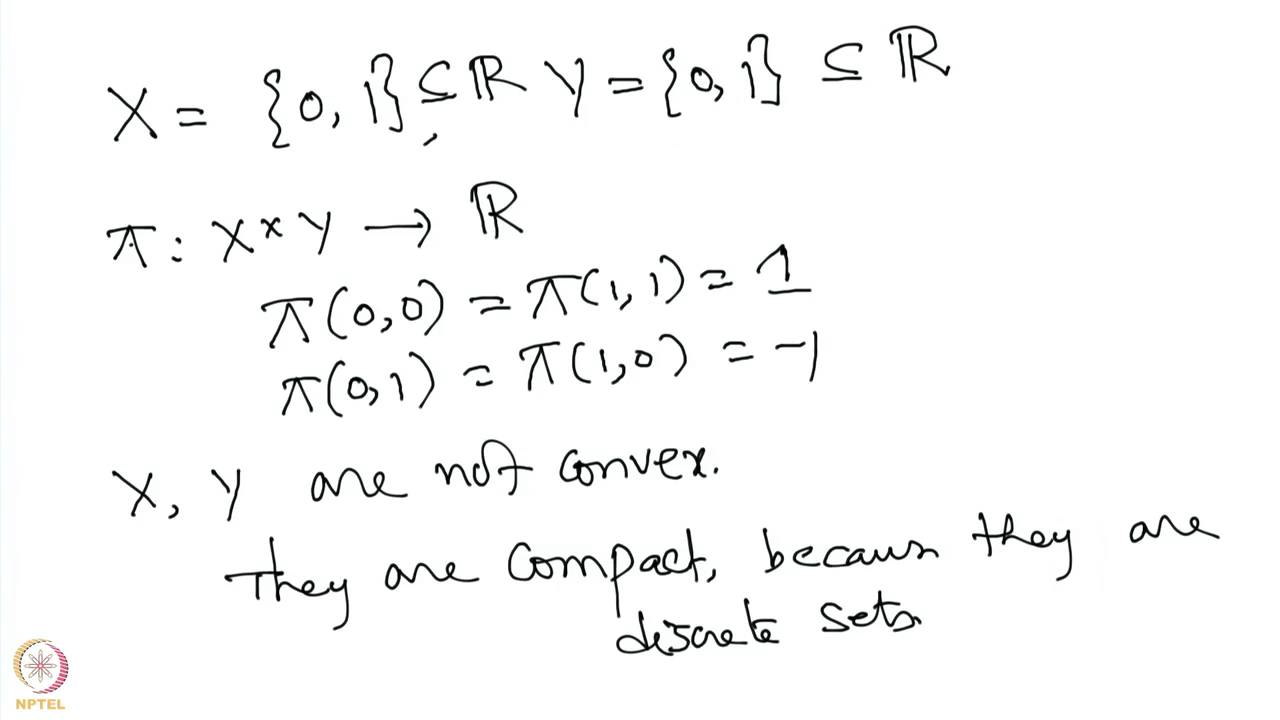 X = {0, 1} ⊆ ℝ, Y = {0, 1} ⊆ ℝ
π : X × Y → ℝ
π(0,0) = π(1,1) = 1
π(0,1) = π(1,0) = -1
X, Y are not convex.
They are compact, becaus they are
discrete sets.
NPTEL